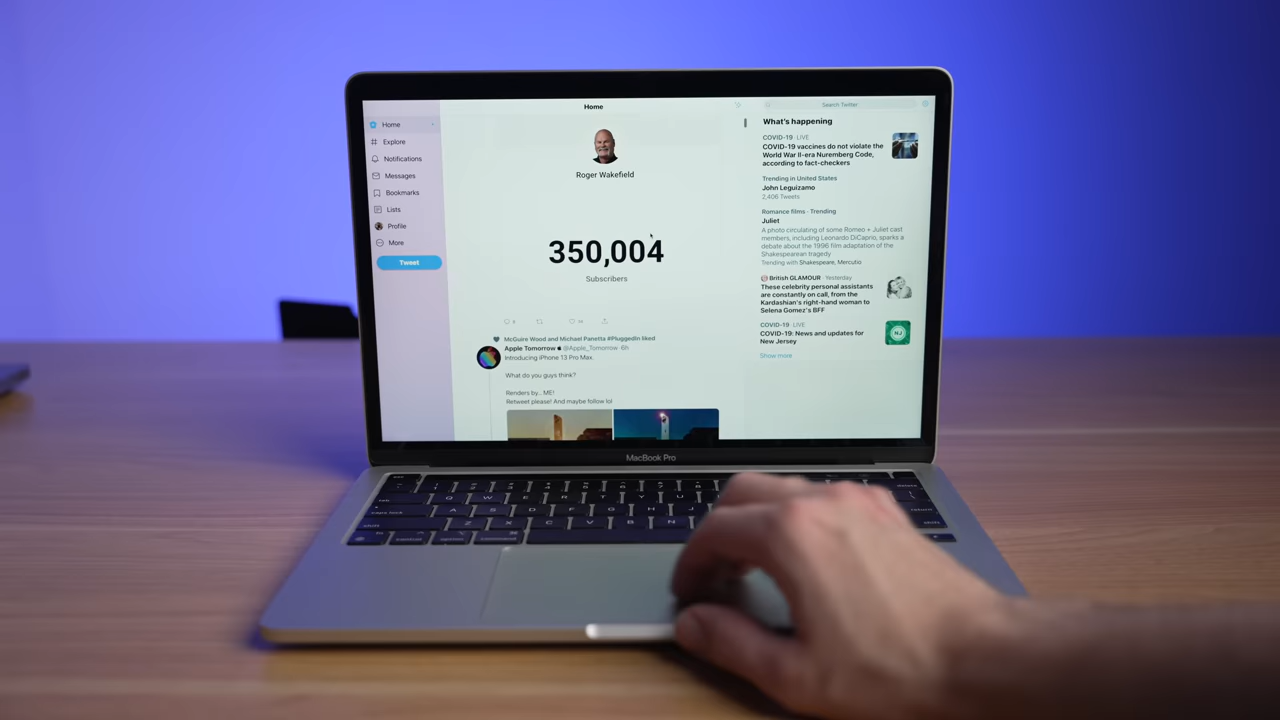 Home
Explore
Notifications
Messages
Bookmarks
Lists
Profile
More
Tweet
Home
Roger Wakefield
350,004
Subscribers
McGuire Wood and Michael Panetta #PluggedIn liked
Apple Tomorrow @Apple_Tomorrow · 6h
Introducing iPhone 13 Pro Max.
What do you guys think?
Renders by.. ME!
Retweet please! And maybe follow lol
Search Twitter
What's happening
COVID-19 · LIVE
COVID-19 vaccines do not violate the
World War II-era Nuremberg Code,
according to fact-checkers
Trending in United States
John Leguizamo
2,406 Tweets
Romance films · Trending
Juliet
A photo circulating of some Romeo + Juliet cast
members, including Leonardo DiCaprio, sparks a
debate about the 1996 film adaptation of the
Shakespearean tragedy
Trending with Shakespeare, Mercutio
British GLAMOUR · Yesterday
These celebrity personal assistants
are constantly on call, from the
Kardashian's right-hand woman to
Selena Gomez's BFF
COVID-19 · LIVE
COVID-19: News and updates for
New Jersey
NJ
Show more
MacBook Pro
Q W E R T Y U
A S D F G H
Z X C V B N
control option command